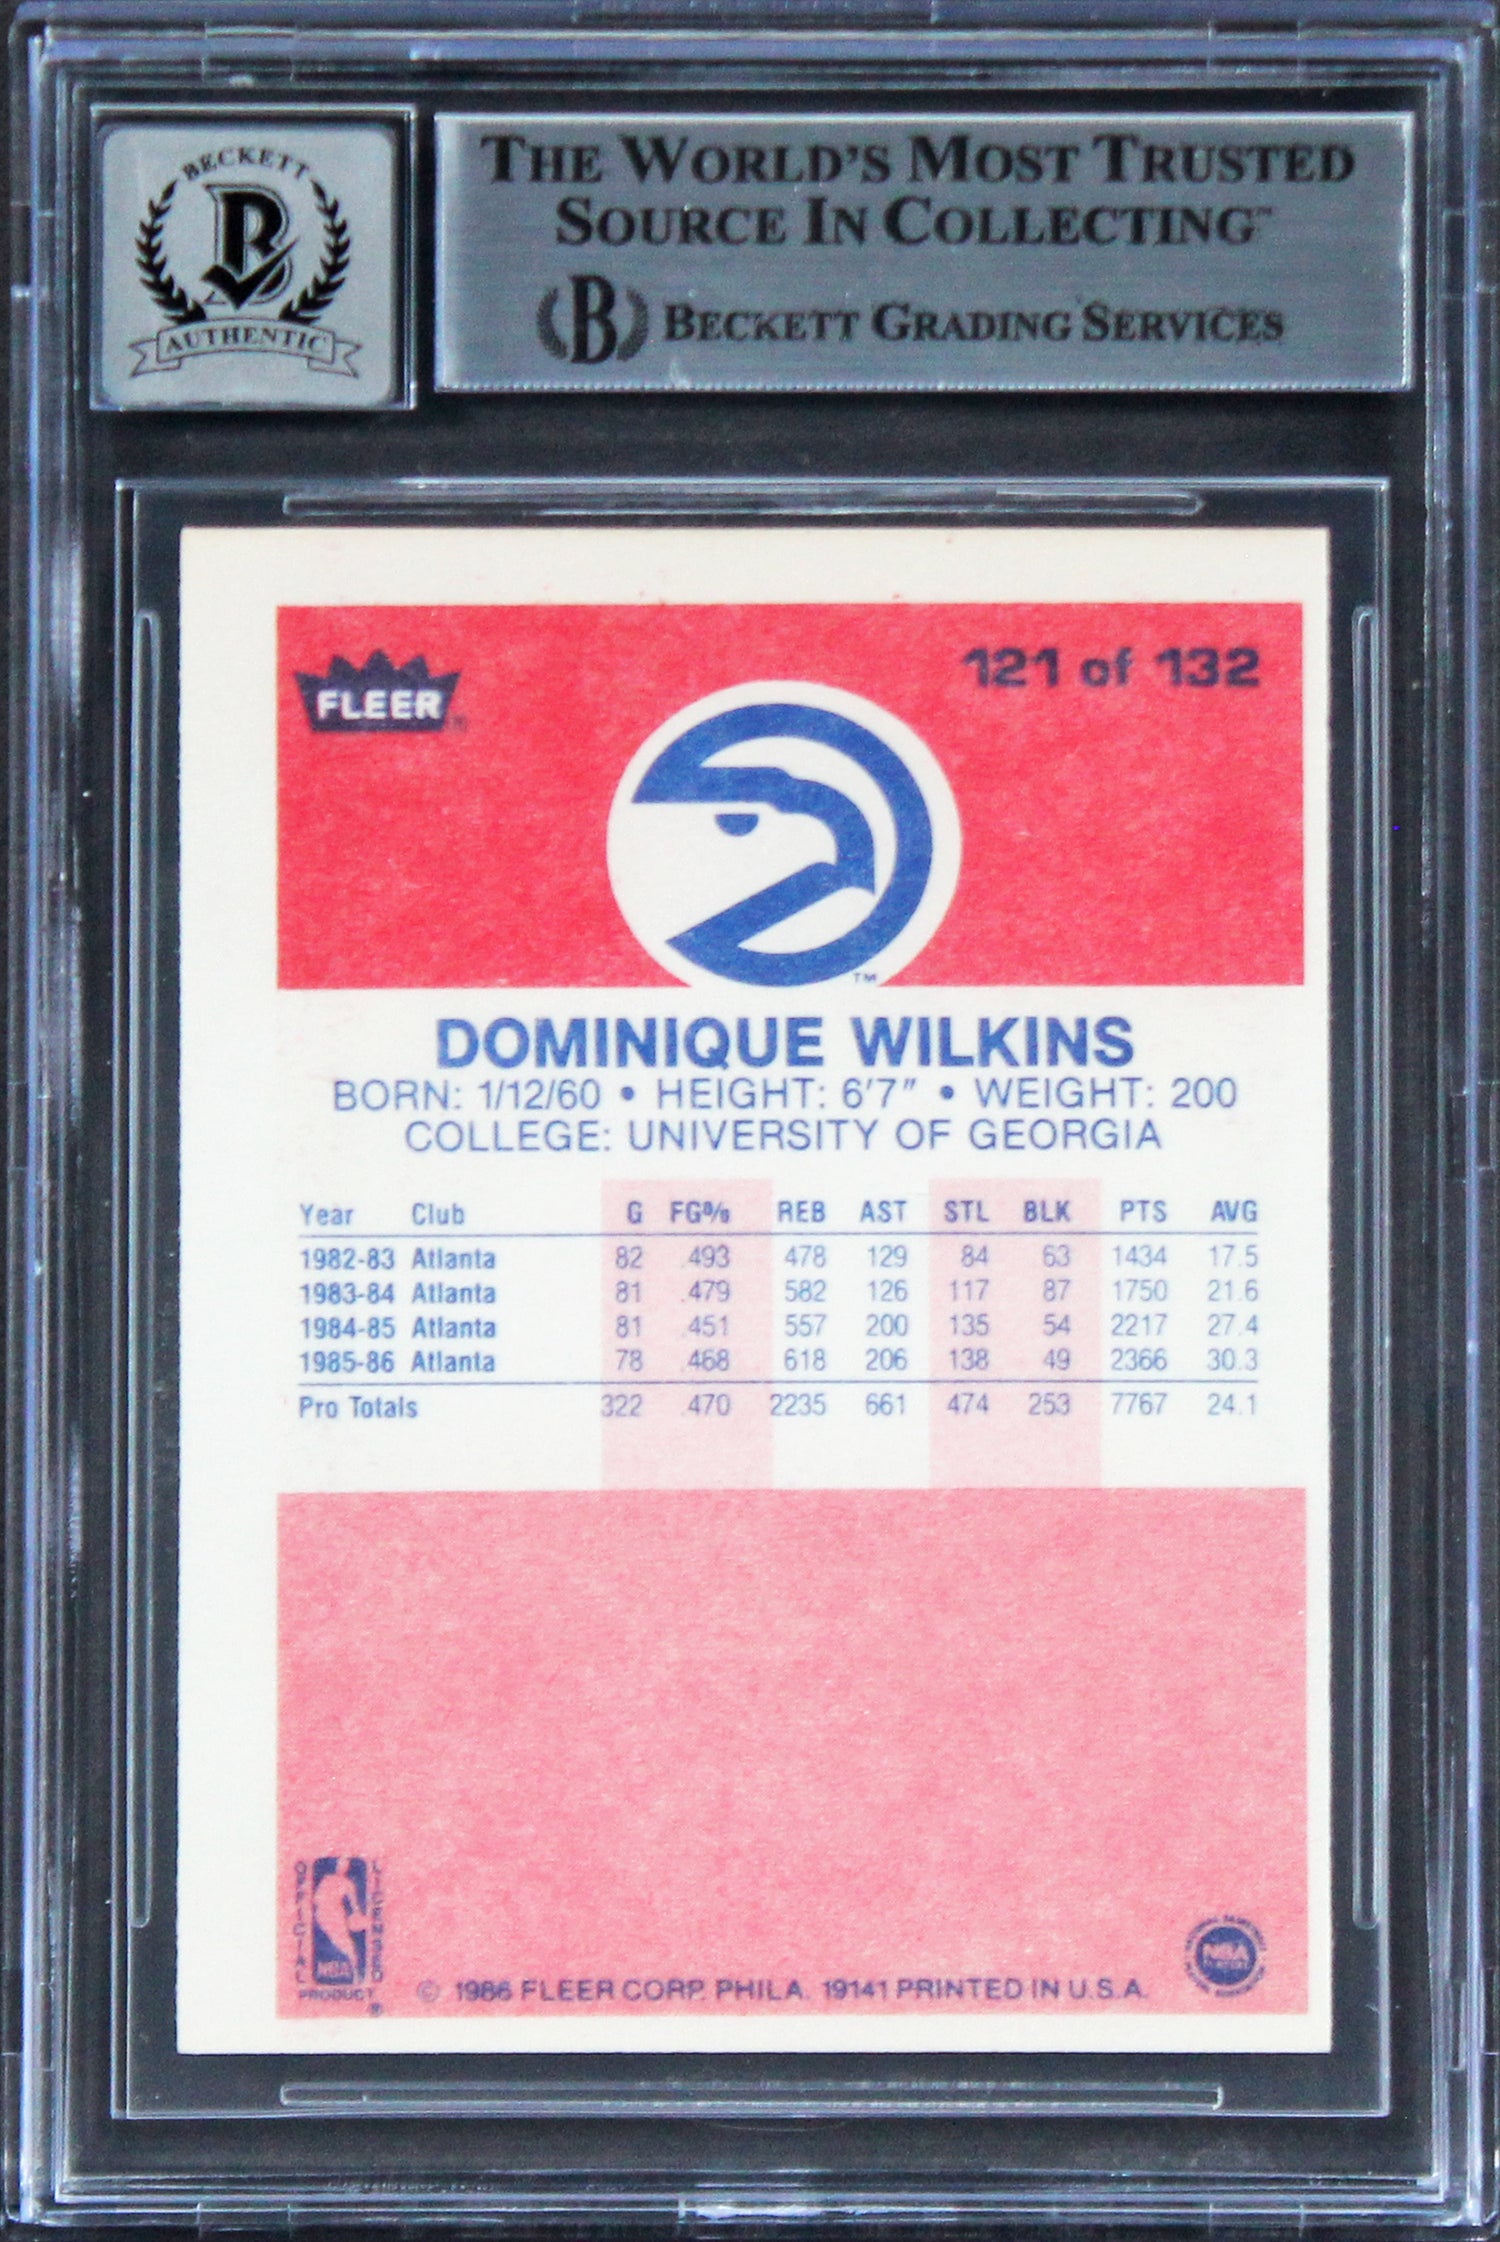 BECKETT
B
AUTHENTIC
THE WORLD'S MOST TRUSTED
SOURCE IN COLLECTING™
B BECKETT GRADING SERVICES
FLEER®
121 of 132
TM
DOMINIQUE WILKINS
BORN: 1/12/60 • HEIGHT: 6'7" • WEIGHT: 200
COLLEGE: UNIVERSITY OF GEORGIA
Year Club G FG% REB AST STL BLK PTS AVG
1982-83 Atlanta 82 .493 478 129 84 63 1434 17.5
1983-84 Atlanta 81 .479 582 126 117 87 1750 21.6
1984-85 Atlanta 81 .451 557 200 135 54 2217 27.4
1985-86 Atlanta 78 .468 618 206 138 49 2366 30.3
Pro Totals 322 .470 2235 661 474 253 7767 24.1
OFFICIAL
LICENSED
NBA
PRODUCT®
© 1986 FLEER CORP. PHILA. 19141 PRINTED IN U.S.A.
NBA